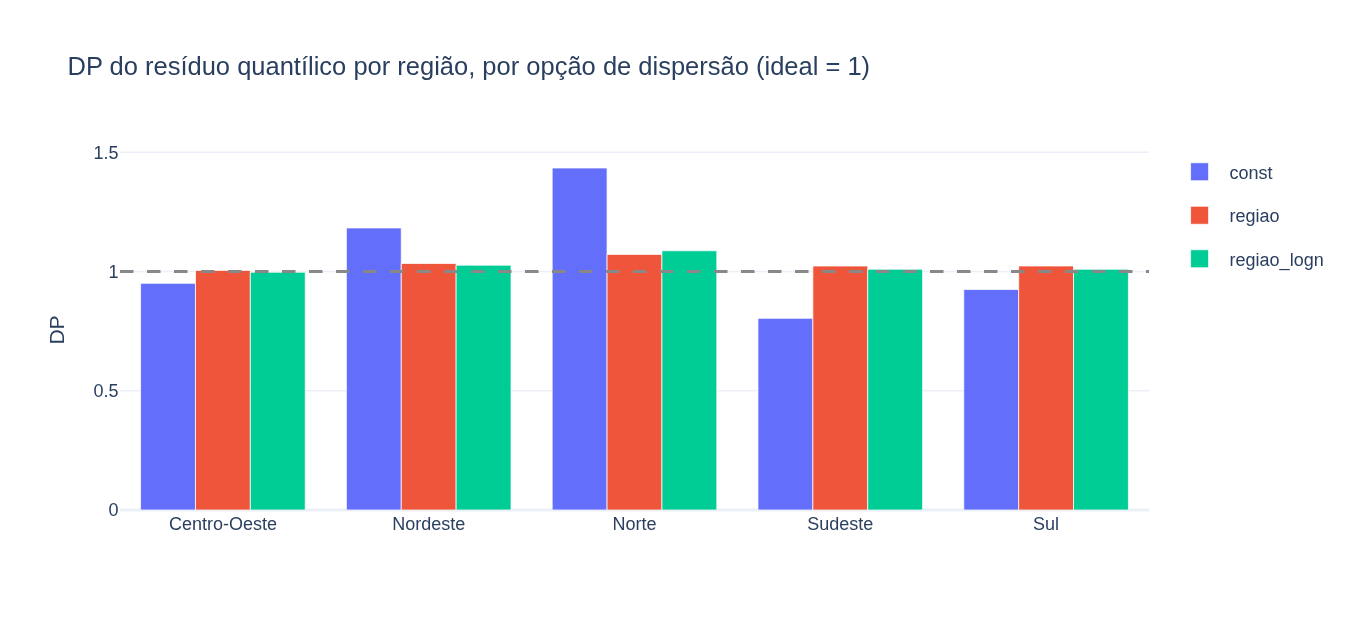 DP do resíduo quantílico por região, por opção de dispersão (ideal = 1)
1.5
1
0.5
0
DP
Centro-Oeste
Nordeste
Norte
Sudeste
Sul
const
regiao
regiao_logn